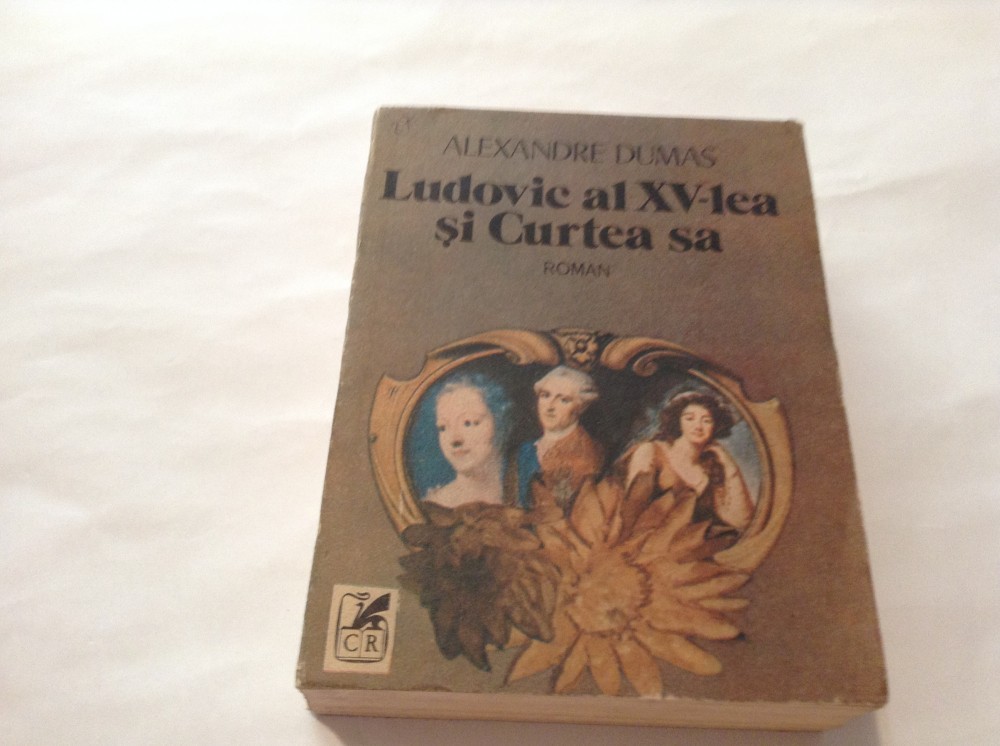 ALEXANDRE DUMAS
Ludovic al XV-lea
și Curtea sa
ROMAN
CR